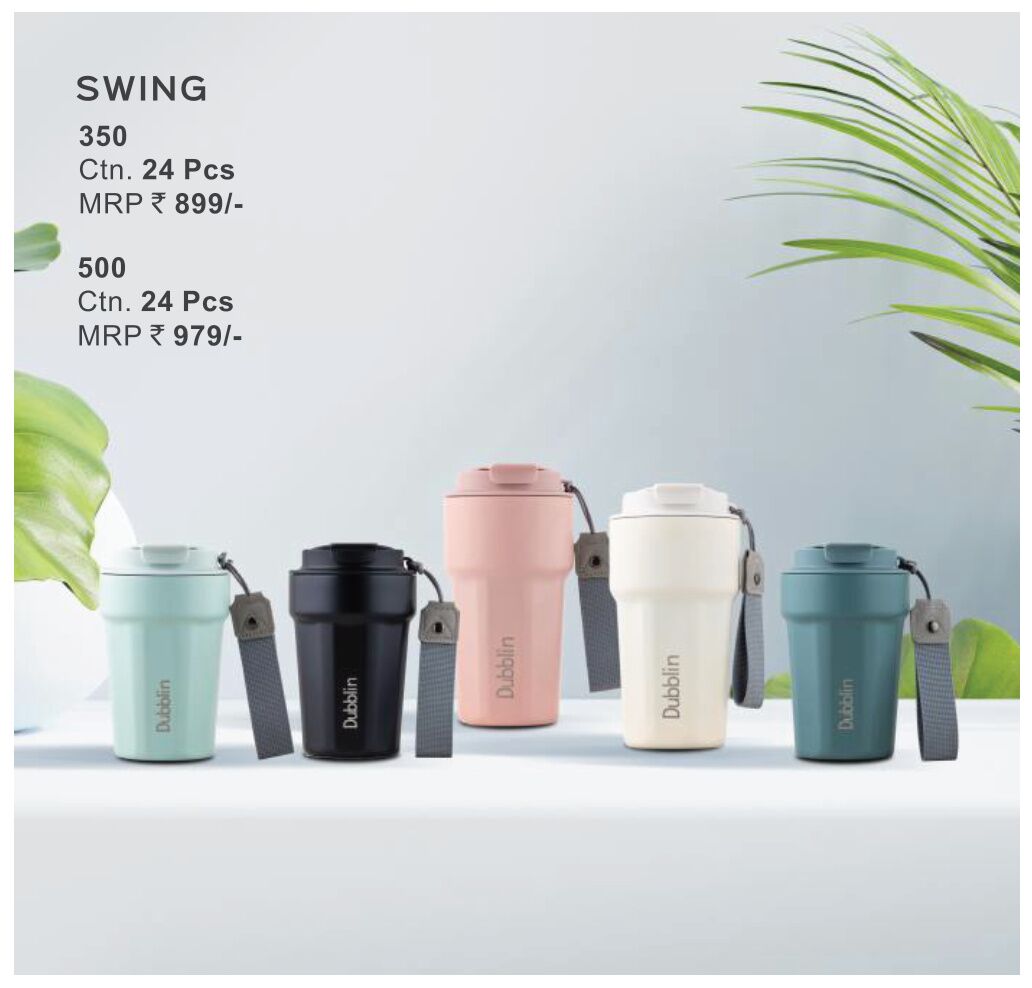 SWING
350
Ctn. 24 Pcs
MRP ₹ 899/-
500
Ctn. 24 Pcs
MRP ₹ 979/-
Dubblin
Dubblin
Dubblin
Dubblin
Dubblin